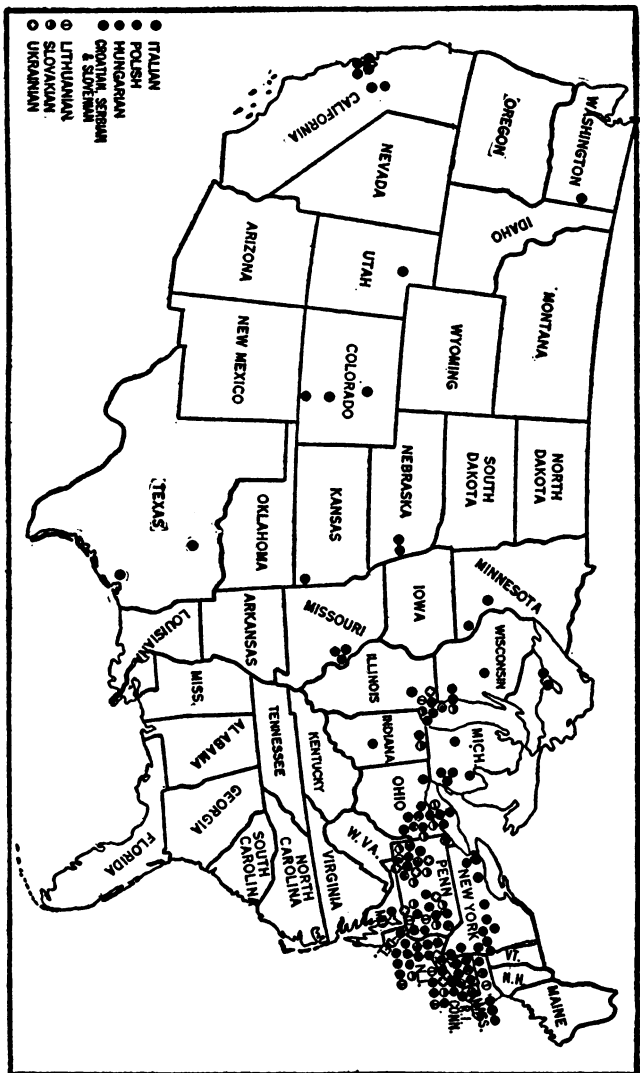 WASHINGTON
OREGON
IDAHO
MONTANA
NORTH
DAKOTA
SOUTH
DAKOTA
MINNESOTA
WISCONSIN
MICH.
WYOMING
NEBRASKA
IOWA
CALIFORNIA
NEVADA
UTAH
COLORADO
KANSAS
MISSOURI
ILLINOIS
INDIANA
OHIO
PENN
NEW YORK
VT.
N.H.
MAINE
MASS.
R.I.
CONN.
N.J.
ARIZONA
NEW MEXICO
TEXAS
OKLAHOMA
ARKANSAS
LOUISIANA
MISS.
ALABAMA
TENNESSEE
KENTUCKY
W.VA.
VIRGINIA
NORTH
CAROLINA
SOUTH
CAROLINA
GEORGIA
FLORIDA
ITALIAN
POLISH
HUNGARIAN
CROATIAN, SERBIAN
& SLOVENIAN
LITHUANIAN
SLOVAKIAN
UKRAINIAN